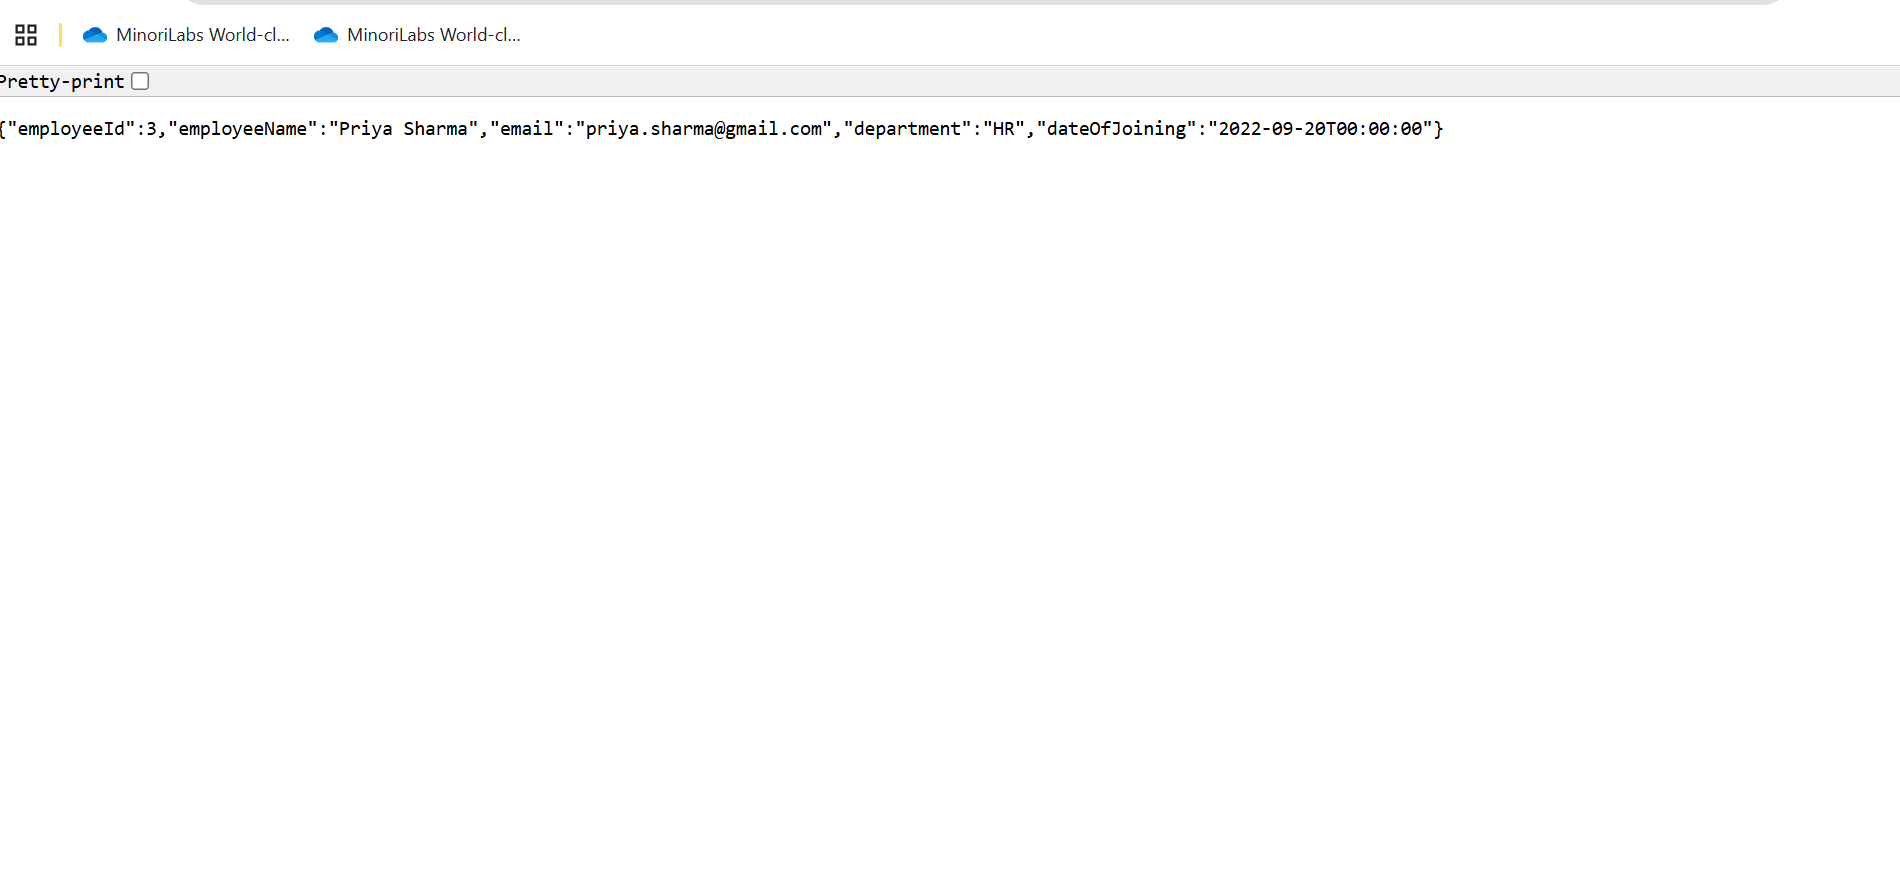 MinoriLabs World-cl... MinoriLabs World-cl...
Pretty-print
{"employeeId":3,"employeeName":"Priya Sharma","email":"priya.sharma@gmail.com","department":"HR","dateOfJoining":"2022-09-20T00:00:00"}